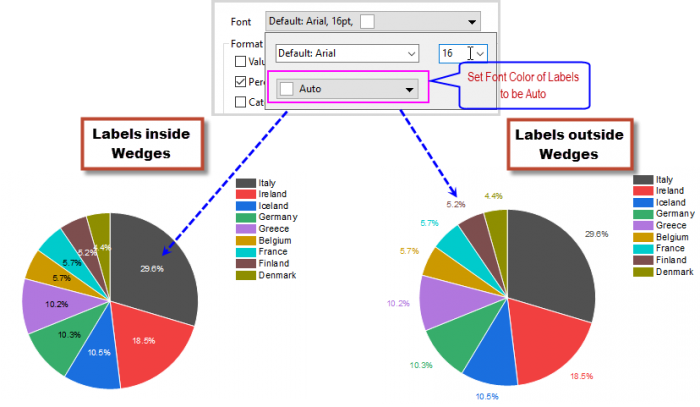 Font
Default: Arial, 16pt,
Format
Default: Arial
16
Valu
Perc
Auto
Cat
Set Font Color of Labels
to be Auto
Labels inside
Wedges
Labels outside
Wedges
Italy
Ireland
Iceland
Germany
Greece
Belgium
France
Finland
Denmark
29.6%
18.5%
10.5%
10.3%
10.2%
5.7%
5.7%
5.2%
4.4%
Italy
Ireland
Iceland
Germany
Greece
Belgium
France
Finland
Denmark
29.6%
18.5%
10.5%
10.3%
10.2%
5.7%
5.7%
5.2%
4.4%